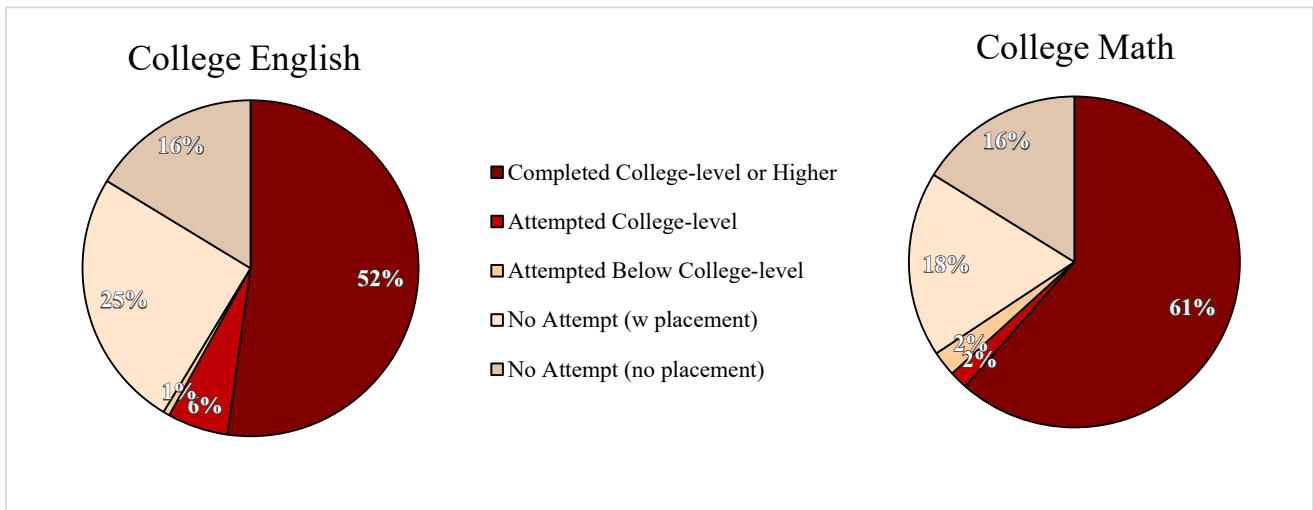 College English
16%
52%
25%
1%
6%
Completed College-level or Higher
Attempted College-level
Attempted Below College-level
No Attempt (w placement)
No Attempt (no placement)
College Math
16%
18%
61%
2%
2%